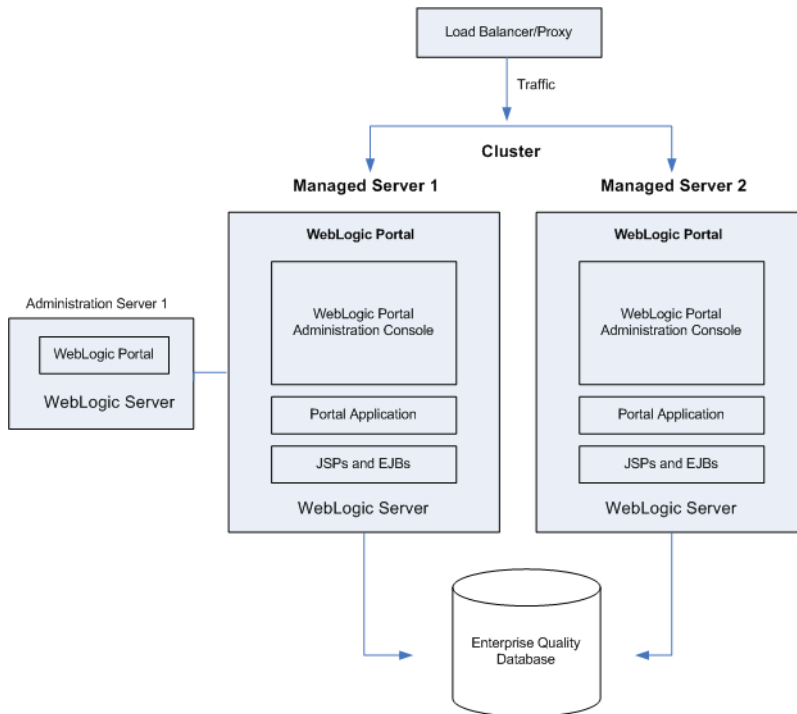 Load Balancer/Proxy
Traffic
Cluster
Managed Server 1
Managed Server 2
WebLogic Portal
WebLogic Portal
Administration Console
Portal Application
JSPs and EJBs
WebLogic Server
WebLogic Portal
WebLogic Portal
Administration Console
Portal Application
JSPs and EJBs
WebLogic Server
Administration Server 1
WebLogic Portal
WebLogic Server
Enterprise Quality
Database